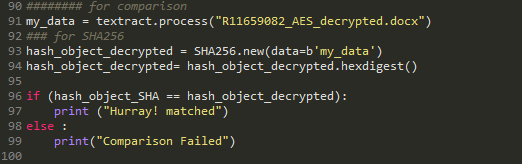 90 ######## for comparison
91 my_data = textract.process("R11659082_AES_decrypted.docx")
92 ### for SHA256
93 hash_object_decrypted = SHA256.new(data=b'my_data')
94 hash_object_decrypted= hash_object_decrypted.hexdigest()
95
96 if (hash_object_SHA == hash_object_decrypted):
97     print ("Hurray! matched")
98 else :
99     print("Comparison Failed")
100